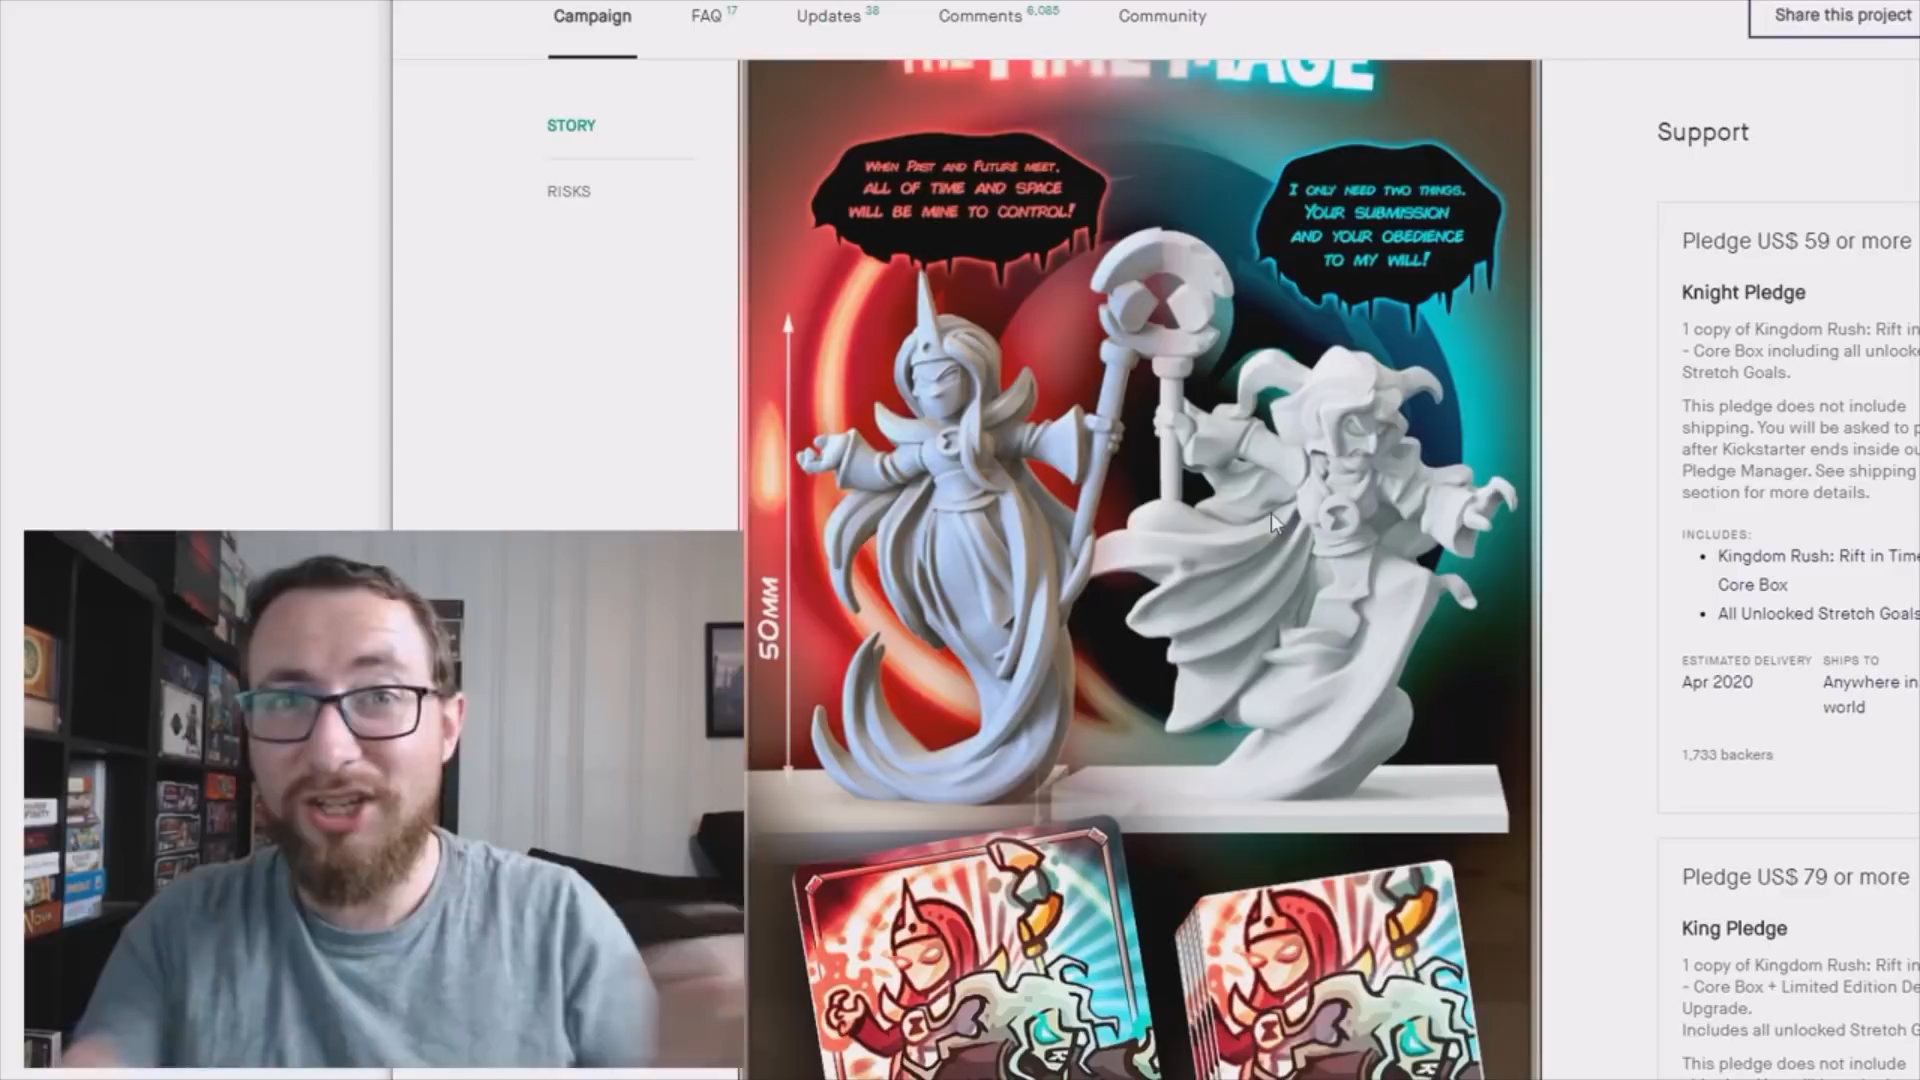 Campaign
FAQ 17
Updates 38
Comments 6,085
Community
Share this project
STORY
RISKS
THE TIME MAGE
WHEN PAST AND FUTURE MEET,
ALL OF TIME AND SPACE
WILL BE MINE TO CONTROL!
I ONLY NEED TWO THINGS.
YOUR SUBMISSION
AND YOUR OBEDIENCE
TO MY WILL!
50MM
Support
Pledge US$ 59 or more
Knight Pledge
1 copy of Kingdom Rush: Rift in
- Core Box including all
Stretch Goals.
This pledge does not include
shipping. You will be asked to
after Kickstarter ends inside
Pledge Manager. See shipping
section for more details.
INCLUDES:
• Kingdom Rush: Rift in Time
Core Box
• All Unlocked Stretch Goals
ESTIMATED DELIVERY
Apr 2020
SHIPS TO
Anywhere in
world
1,733 backers
Pledge US$ 79 or more
King Pledge
1 copy of Kingdom Rush: Rift in
- Core Box + Limited Edition
Upgrade.
Includes all unlocked Stretch
This pledge does not include